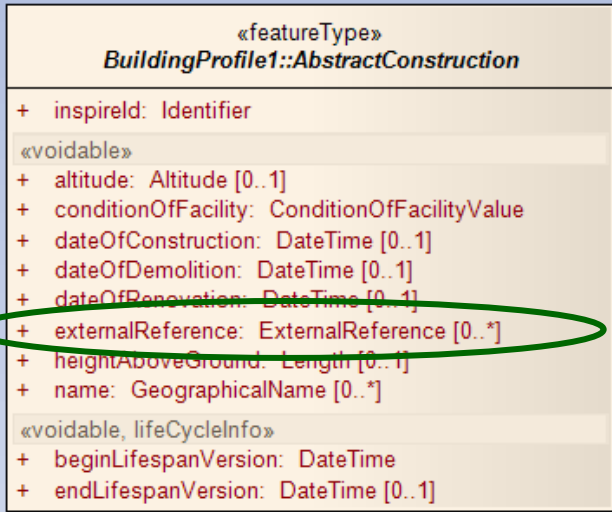 «featureType»
BuildingProfile1::AbstractConstruction
+ inspireId: Identifier
«voidable»
+ altitude: Altitude [0..1]
+ conditionOfFacility: ConditionOfFacilityValue
+ dateOfConstruction: DateTime [0..1]
+ dateOfDemolition: DateTime [0..1]
+ dateOfRenovation: DateTime [0..1]
+ externalReference: ExternalReference [0..*]
+ heightAboveGround: Length [0..1]
+ name: GeographicalName [0..*]
«voidable, lifeCycleInfo»
+ beginLifespanVersion: DateTime
+ endLifespanVersion: DateTime [0..1]